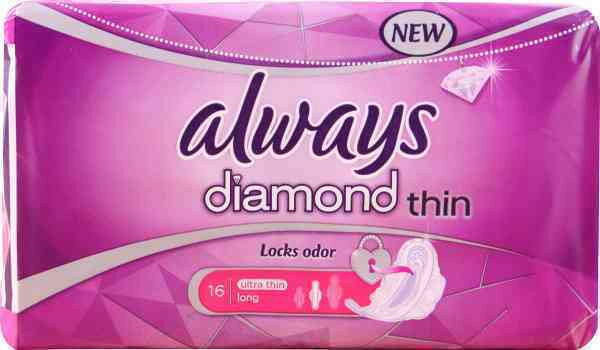 NEW
always
diamond thin
Locks odor
16 ultra thin
long